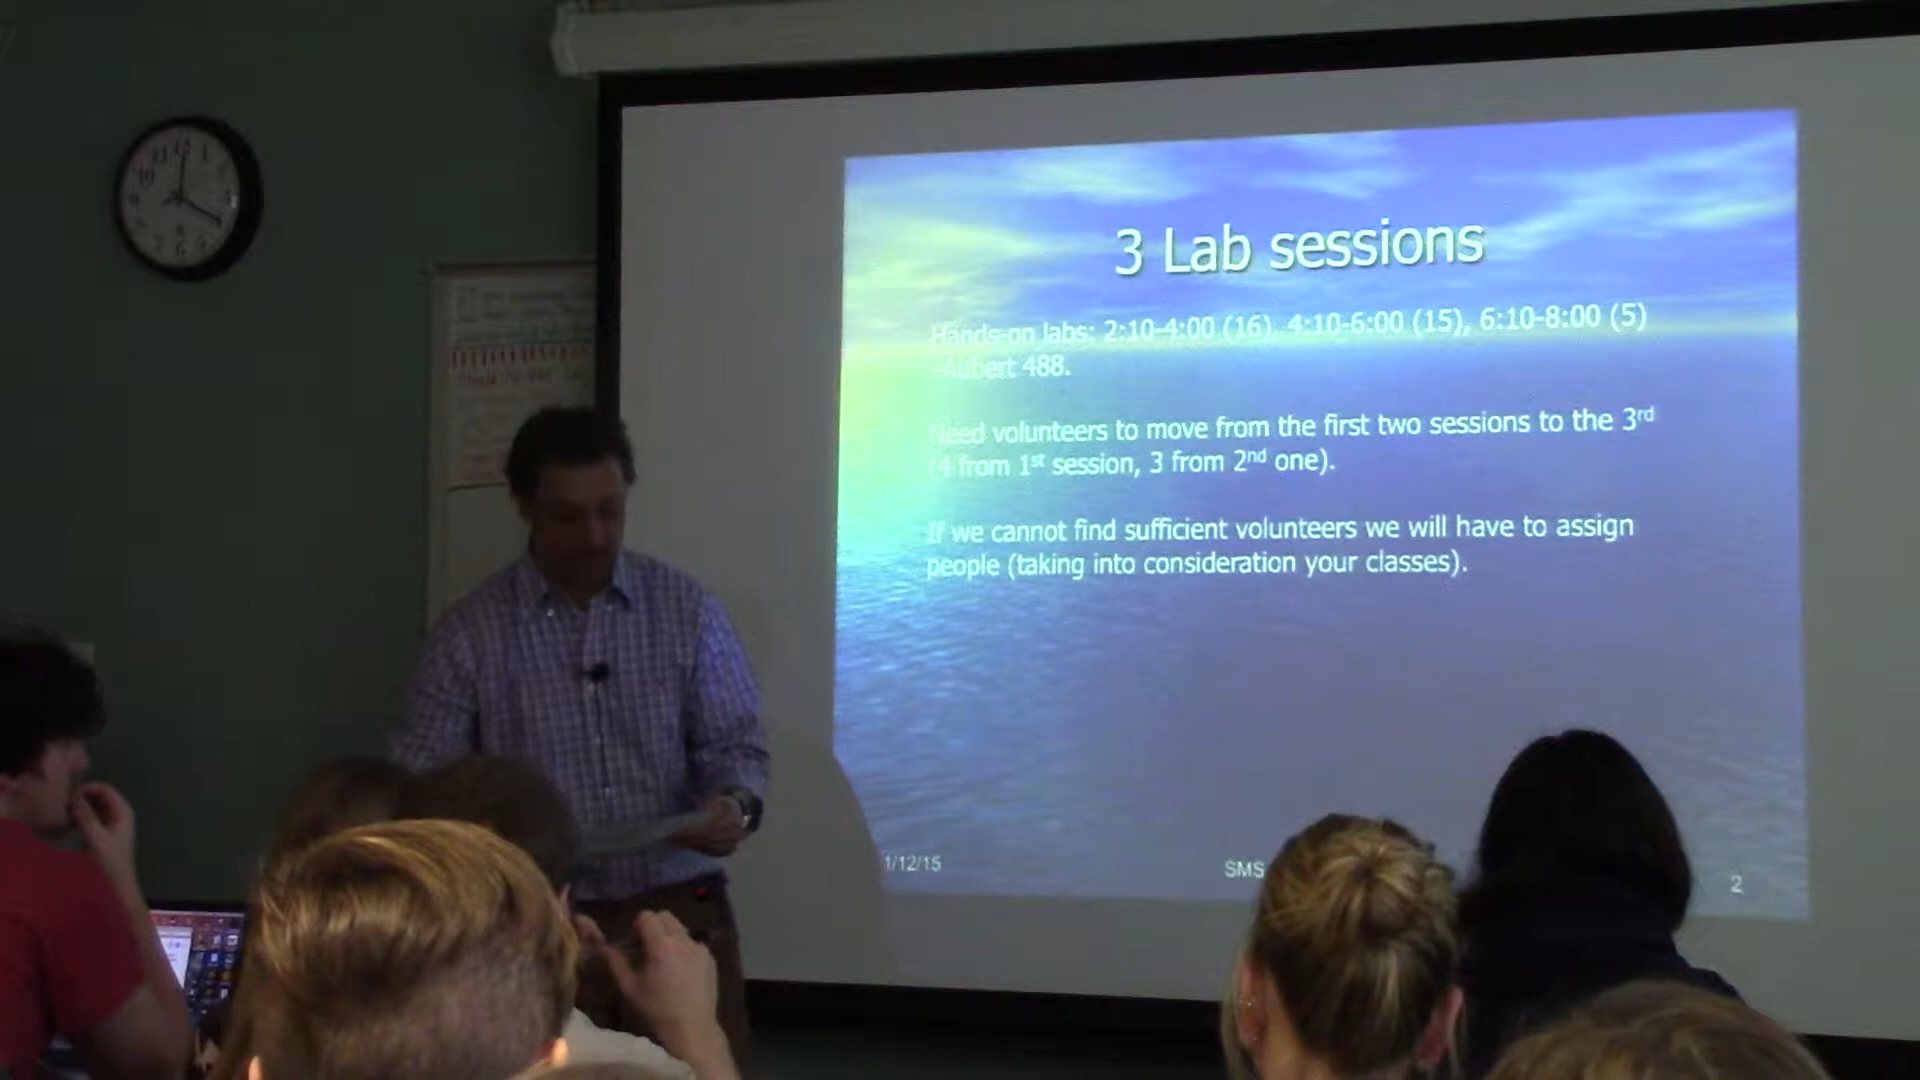 3 Lab sessions
Hands-on labs: 2:10-4:00 (16), 4:10-6:00 (15), 6:10-8:00 (5)
-Aubert 488.
Need volunteers to move from the first two sessions to the 3rd
(4 from 1st session, 3 from 2nd one).
If we cannot find sufficient volunteers we will have to assign
people (taking into consideration your classes).
1/12/15
SMS
2